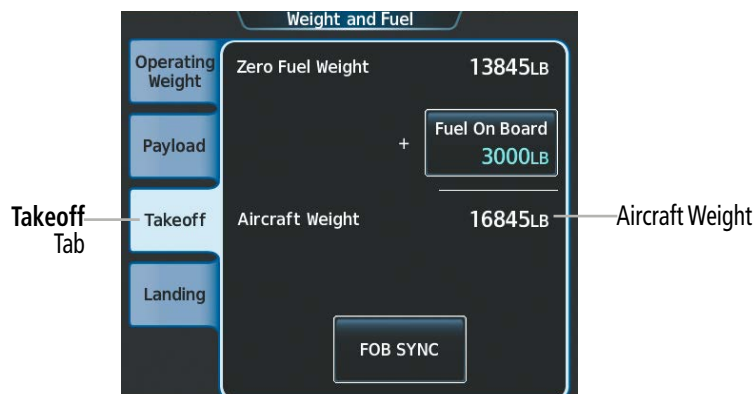 Weight and Fuel
Operating
Weight
Zero Fuel Weight 13845LB
Payload
+
Fuel On Board
3000LB
Takeoff
Tab
Takeoff
Aircraft Weight 16845LB
Aircraft Weight
Landing
FOB SYNC